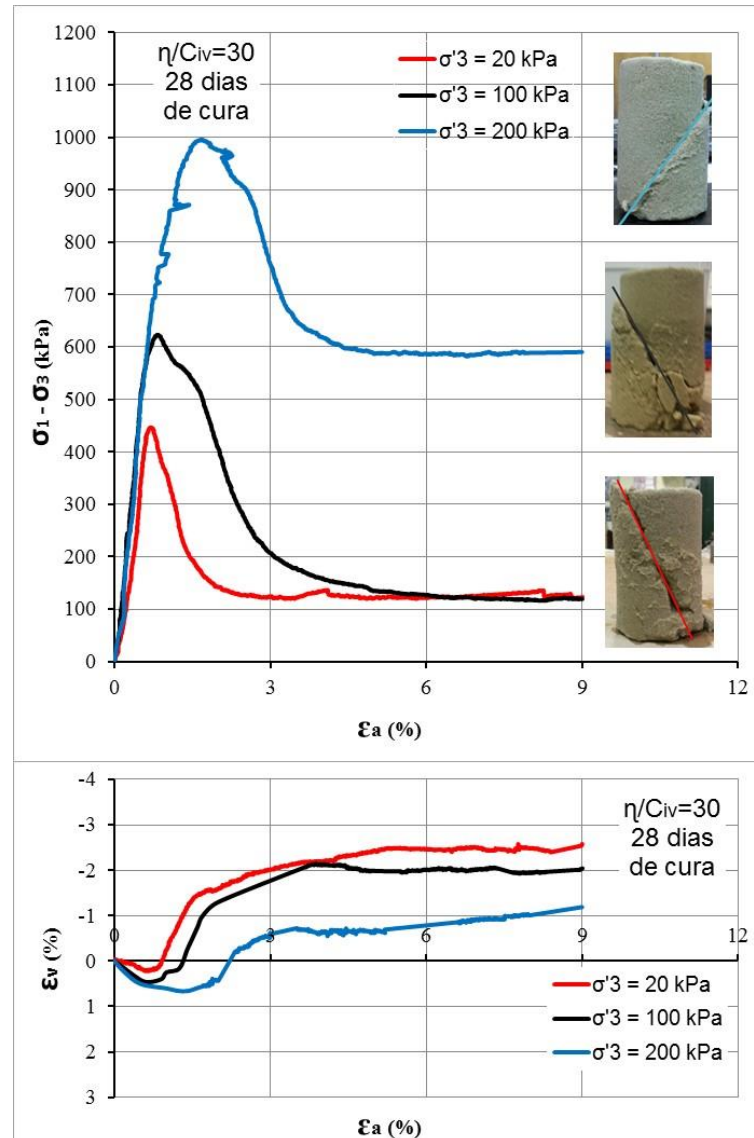 1200
1100
1000
900
800
700
600
500
400
300
200
100
0
σ1 - σ3 (kPa)
η/Civ=30
28 dias
de cura
σ'3 = 20 kPa
σ'3 = 100 kPa
σ'3 = 200 kPa
0 3 6 9 12
εa (%)
-4
-3
-2
-1
0
1
2
3
εv (%)
0 3 6 9 12
η/Civ=30
28 dias
de cura
σ'3 = 20 kPa
σ'3 = 100 kPa
σ'3 = 200 kPa
εa (%)